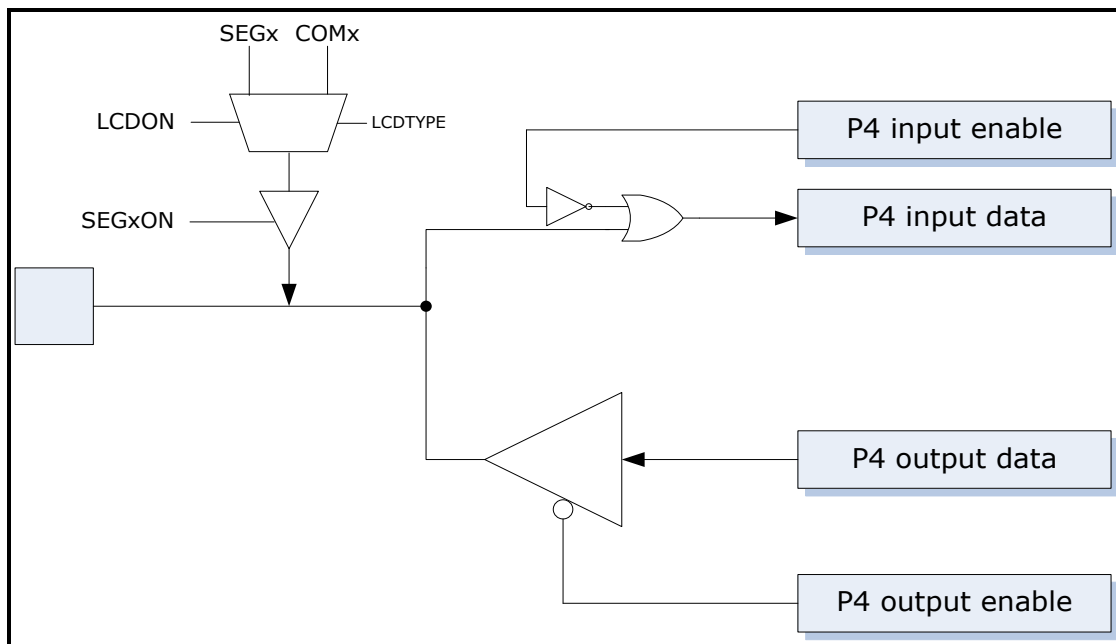 SEGx COMx
LCDON
LCDTYPE
SEGxON
P4 input enable
P4 input data
P4 output data
P4 output enable